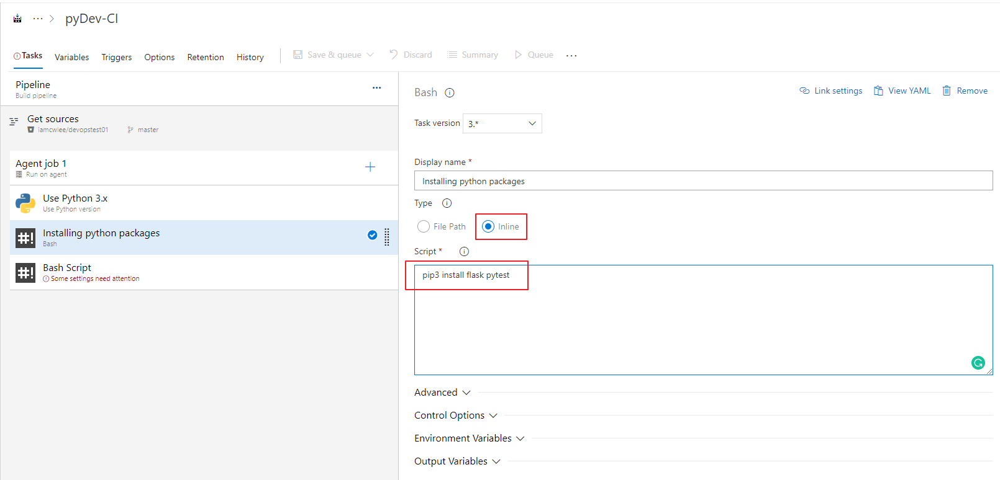 ··· > pyDev-CI
Tasks Variables Triggers Options Retention History Save & queue Discard Summary Queue ...
Pipeline
Build pipeline
Get sources
iamcwlee/devopstest01 master
Agent job 1
Run on agent
Use Python 3.x
Use Python version
Installing python packages
Bash
Bash Script
Some settings need attention
Bash Link settings View YAML Remove
Task version 3.*
Display name *
Installing python packages
Type
File Path Inline
Script *
pip3 install flask pytest
Advanced
Control Options
Environment Variables
Output Variables